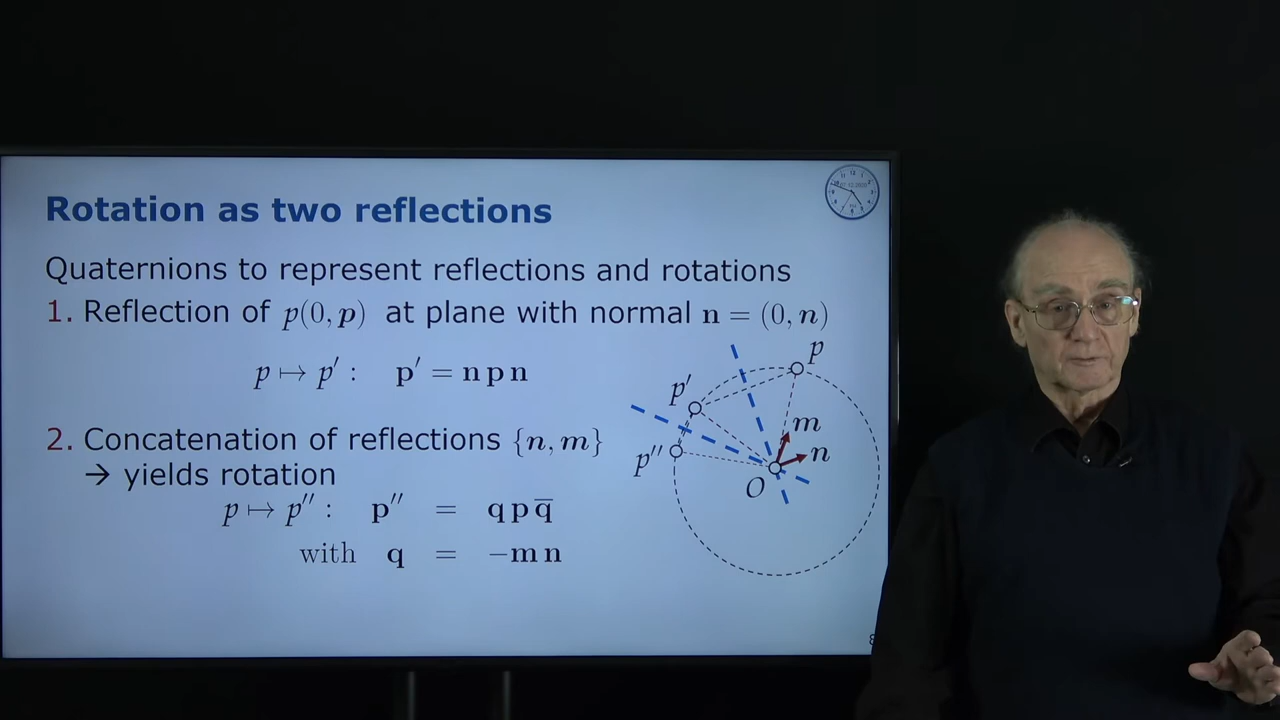 Rotation as two reflections
Quaternions to represent reflections and rotations
1. Reflection of p(0, p) at plane with normal n = (0, n)
p ↦ p′ : p′ = n p n
2. Concatenation of reflections {n, m}
→ yields rotation
p ↦ p″ : p″ = q p q̅
with q = −m n
p
p′
m
n
p″
O
8